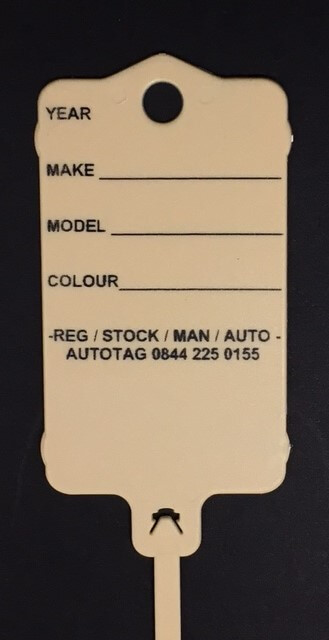 YEAR
MAKE
MODEL
COLOUR
-REG / STOCK / MAN / AUTO -
AUTOTAG 0844 225 0155